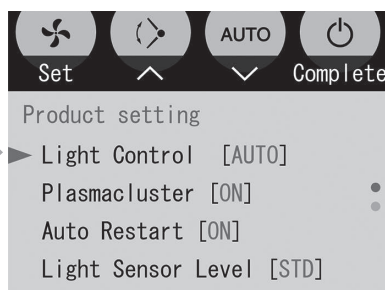 AUTO
Set Complete
Product setting
Light Control [AUTO]
Plasmacluster [ON]
Auto Restart [ON]
Light Sensor Level [STD]